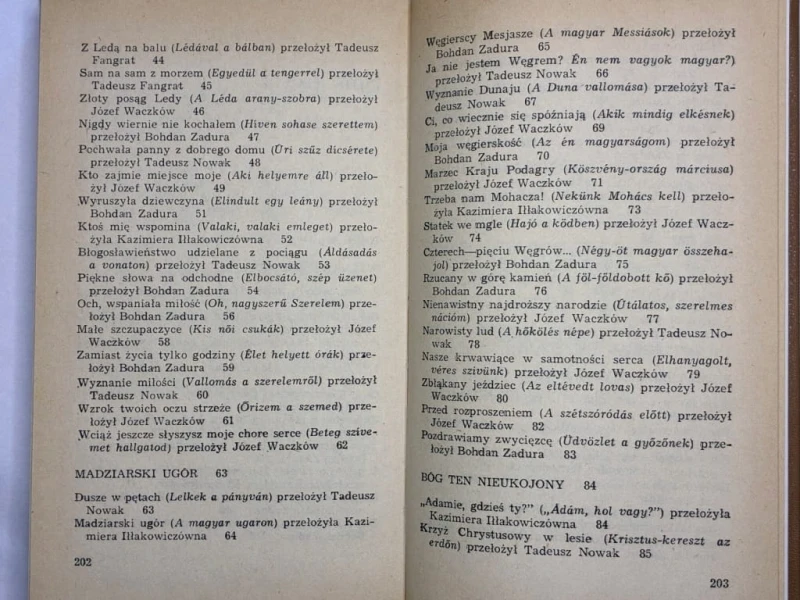 Z Ledą na balu (Lédával a bálban) przełożył Tadeusz
Fangrat 44
Sam na sam z morzem (Egyedül a tengerrel) przełożył
Tadeusz Fangrat 45
Złoty posąg Ledy (A Léda arany-szobra) przełożył
Józef Waczków 46
Nigdy wiernie nie kochałem (Hiven sohase szerettem)
przełożył Bohdan Zadura 47
Pochwała panny z dobrego domu (Úri szűz dicsérete)
przełożył Tadeusz Nowak 48
Kto zajmie miejsce moje (Aki helyemre áll) przeło-
żył Józef Waczków 49
Wyruszyła dziewczyna (Elindult egy leány) przełożył
Bohdan Zadura 51
Ktoś mię wspomina (Valaki, valaki emleget) przeło-
żyła Kazimiera Iłłakowiczówna 52
Błogosławieństwo udzielane z pociągu (Áldásadás
a vonaton) przełożył Tadeusz Nowak 53
Piękne słowa na odchodne (Elbocsátó, szép üzenet)
przełożył Bohdan Zadura 54
Och, wspaniała miłość (Oh, nagyszerű Szerelem) prze-
łożył Bohdan Zadura 56
Małe szczupaczyce (Kis női csukák) przełożył Józef
Waczków 58
Zamiast życia tylko godziny (Élet helyett órák) prze-
łożył Bohdan Zadura 59
Wyznanie miłości (Vallomás a szerelemről) przełożył
Tadeusz Nowak 60
Wzrok twoich oczu strzeże (Őrizem a szemed) prze-
łożył Józef Waczków 61
Wciąż jeszcze słyszysz moje chore serce (Beteg szive-
met hallgatod) przełożył Józef Waczków 62
MADZIARSKI UGÓR 63
Dusze w pętach (Lelkek a pányván) przełożył Tadeusz
Nowak 63
Madziarski ugór (A magyar ugaron) przełożyła Kazi-
miera Iłłakowiczówna 64
202
Węgierscy Mesjasze (A magyar Messiások) przełożył
Bohdan Zadura 65
Ja nie jestem Węgrem? Én nem vagyok magyar?)
przełożył Tadeusz Nowak 66
Wyznanie Dunaju (A Duna vallomása) przełożył Ta-
deusz Nowak 67
Ci, co wiecznie się spóźniają (Akik mindig elkésnek)
przełożył Józef Waczków 69
Moja węgierskość (Az én magyarságom) przełożył
Bohdan Zadura 70
Marzec Kraju Podagry (Köszvény-ország márciusa)
przełożył Józef Waczków 71
Trzeba nam Mohacza! (Nekünk Mohács kell) przeło-
żyła Kazimiera Iłłakowiczówna 73
Statek we mgle (Hajó a ködben) przełożył Józef Wacz-
ków 74
Czterech—pięciu Węgrów... (Négy-öt magyar összeha-
jol) przełożył Bohdan Zadura 75
Rzucany w górę kamień (A föl-földobott kő) przełożył
Bohdan Zadura 76
Nienawistny najdroższy narodzie (Útálatos, szerelmes
nációm) przełożył Józef Waczków 77
Narowisty lud (A hőkölés népe) przełożył Tadeusz No-
wak 78
Nasze krwawiące w samotności serca (Elhanyagolt,
véres szivünk) przełożył Józef Waczków 79
Zbłąkany jeździec (Az eltévedt lovas) przełożył Józef
Waczków 80
Przed rozproszeniem (A szétszóródás előtt) przełożył
Józef Waczków 82
Pozdrawiamy zwycięzcę (Üdvözlet a győzőnek) prze-
łożył Bohdan Zadura 83
BÓG TEN NIEUKOJONY 84
„Adamie, gdzieś ty?” („Ádám, hol vagy?”) przełożyła
Kazimiera Iłłakowiczówna 84
Krzyż Chrystusowy w lesie (Krisztus-kereszt az
erdőn) przełożył Tadeusz Nowak 85
203